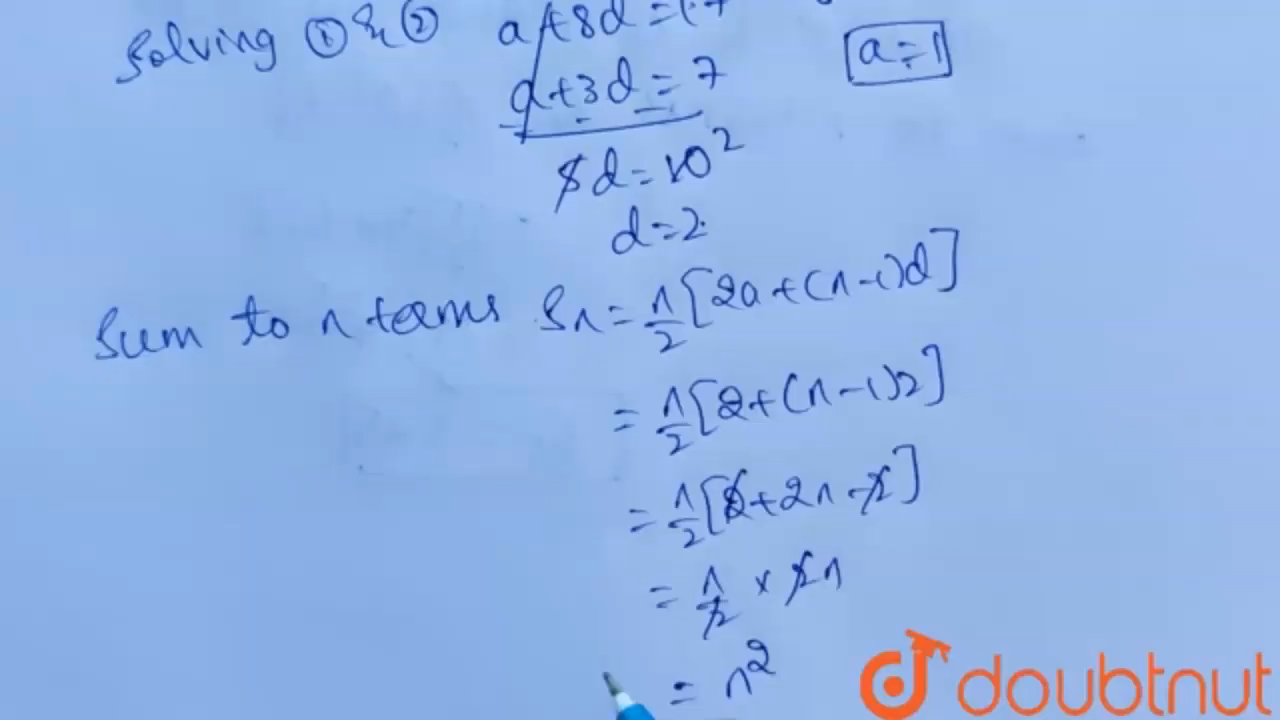 Solving ① & ② a+8d=17
a=1
a+3d=7
5d=10 2
d=2
Sum to n terms Sn=n/2[2a+(n-1)d]
=n/2[2+(n-1)2]
=n/2[2+2n-2]
=n/2×2n
=n²
doubtnut